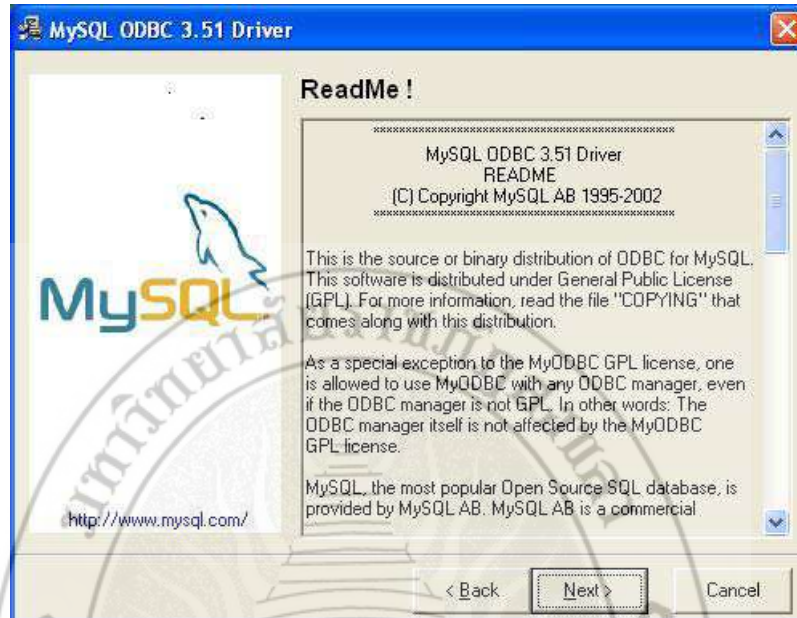 MySQL ODBC 3.51 Driver
ReadMe !
MySQL ODBC 3.51 Driver
README
(C) Copyright MySQL AB 1995-2002
This is the source or binary distribution of ODBC for MySQL.
This software is distributed under General Public License
(GPL). For more information, read the file "COPYING" that
comes along with this distribution.
As a special exception to the MyODBC GPL license, one
is allowed to use MyODBC with any ODBC manager, even
if the ODBC manager is not GPL. In other words: The
ODBC manager itself is not affected by the MyODBC
GPL license.
MySQL, the most popular Open Source SQL database, is
provided by MySQL AB. MySQL AB is a commercial
MySQL
http://www.mysql.com/
< Back
Next >
Cancel